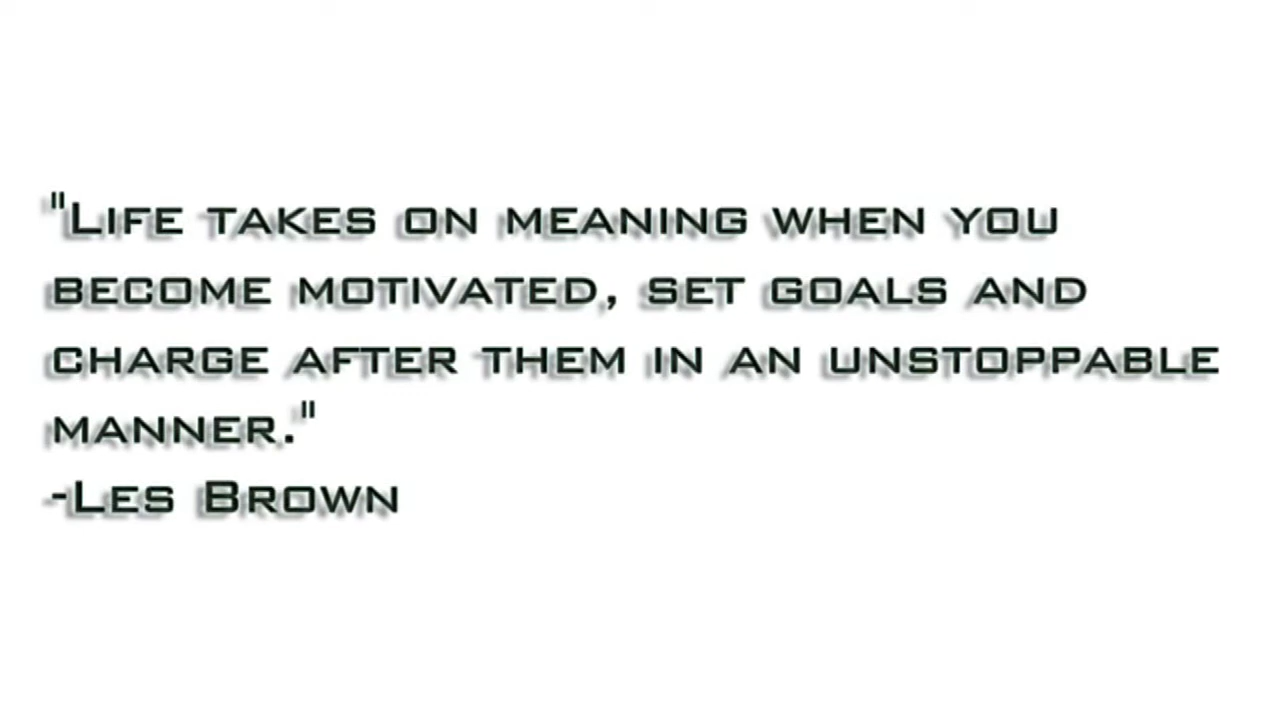 "Life takes on meaning when you
become motivated, set goals and
charge after them in an unstoppable
manner."
-Les Brown